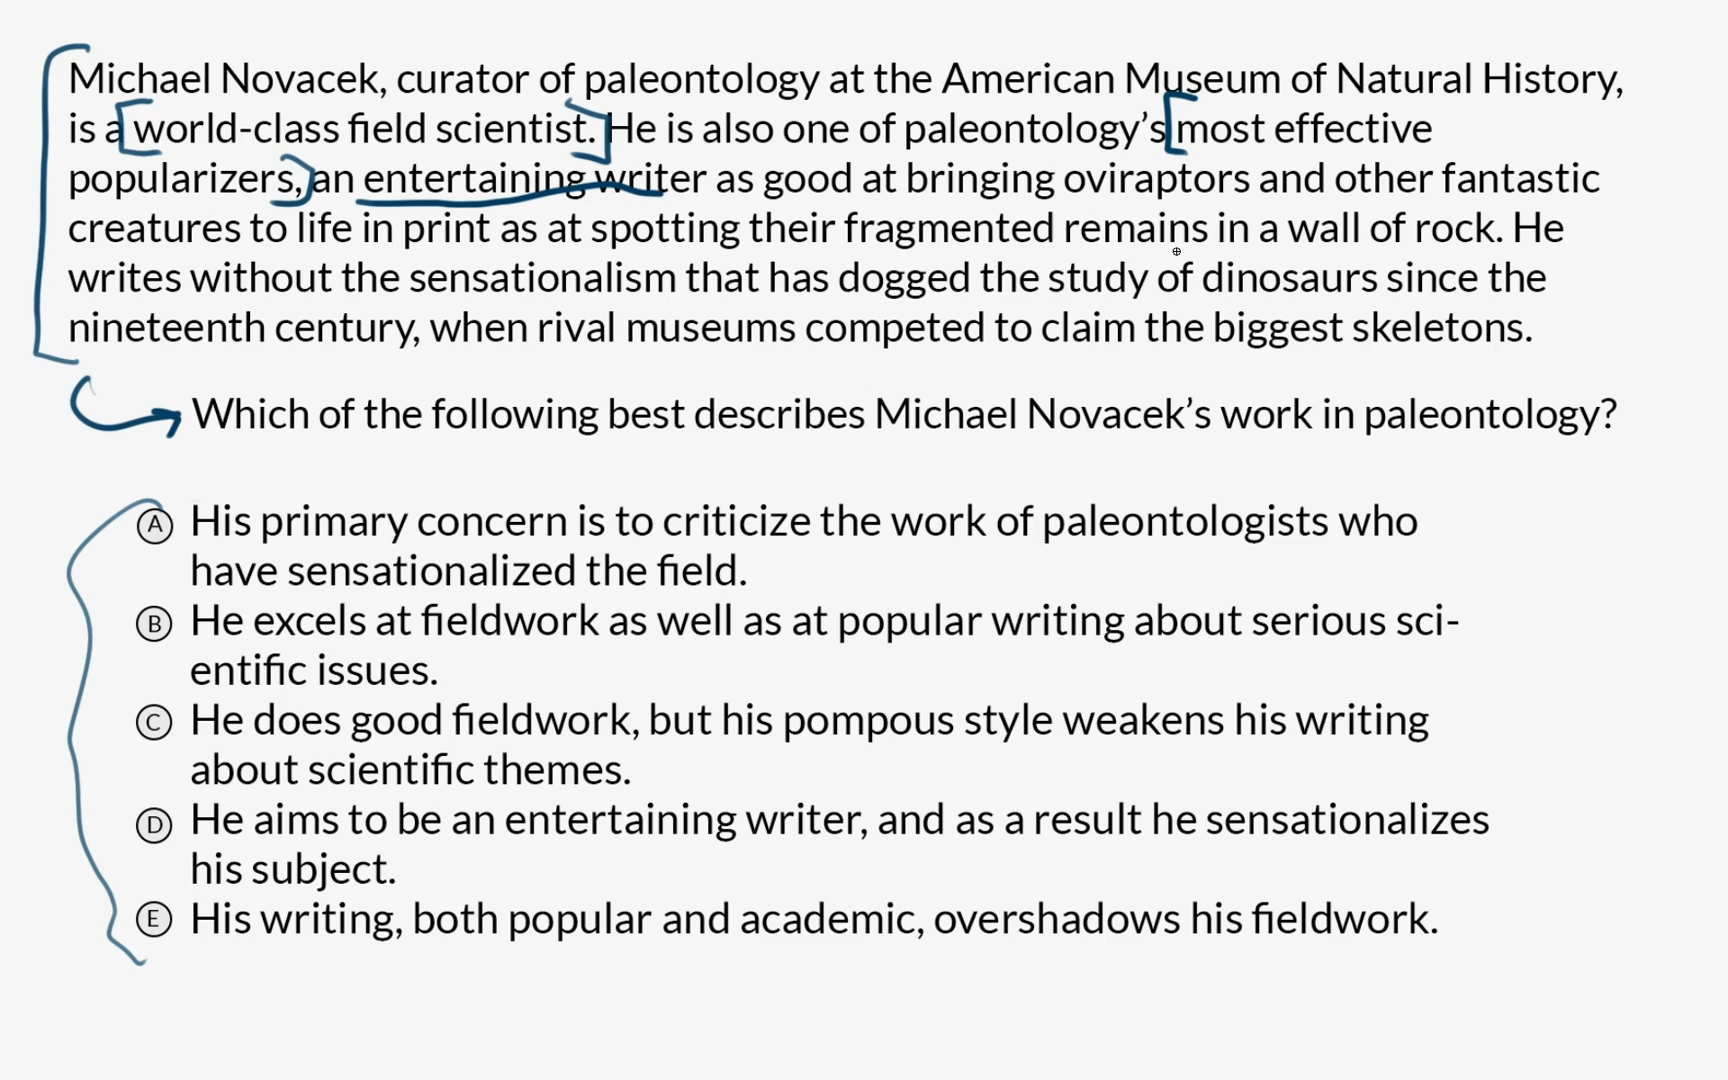 Michael Novacek, curator of paleontology at the American Museum of Natural History,
is a world-class field scientist. He is also one of paleontology’s most effective
popularizers, an entertaining writer as good at bringing oviraptors and other fantastic
creatures to life in print as at spotting their fragmented remains in a wall of rock. He
writes without the sensationalism that has dogged the study of dinosaurs since the
nineteenth century, when rival museums competed to claim the biggest skeletons.
Which of the following best describes Michael Novacek’s work in paleontology?
A His primary concern is to criticize the work of paleontologists who
have sensationalized the field.
B He excels at fieldwork as well as at popular writing about serious sci-
entific issues.
C He does good fieldwork, but his pompous style weakens his writing
about scientific themes.
D He aims to be an entertaining writer, and as a result he sensationalizes
his subject.
E His writing, both popular and academic, overshadows his fieldwork.